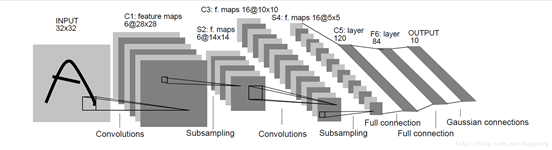 INPUT
32x32
C1: feature maps
6@28x28
S2: f. maps
6@14x14
C3: f. maps 16@10x10
S4: f. maps 16@5x5
C5: layer
120
F6: layer
84
OUTPUT
10
Convolutions
Subsampling
Convolutions
Subsampling
Full connection
Full connection
Gaussian connections